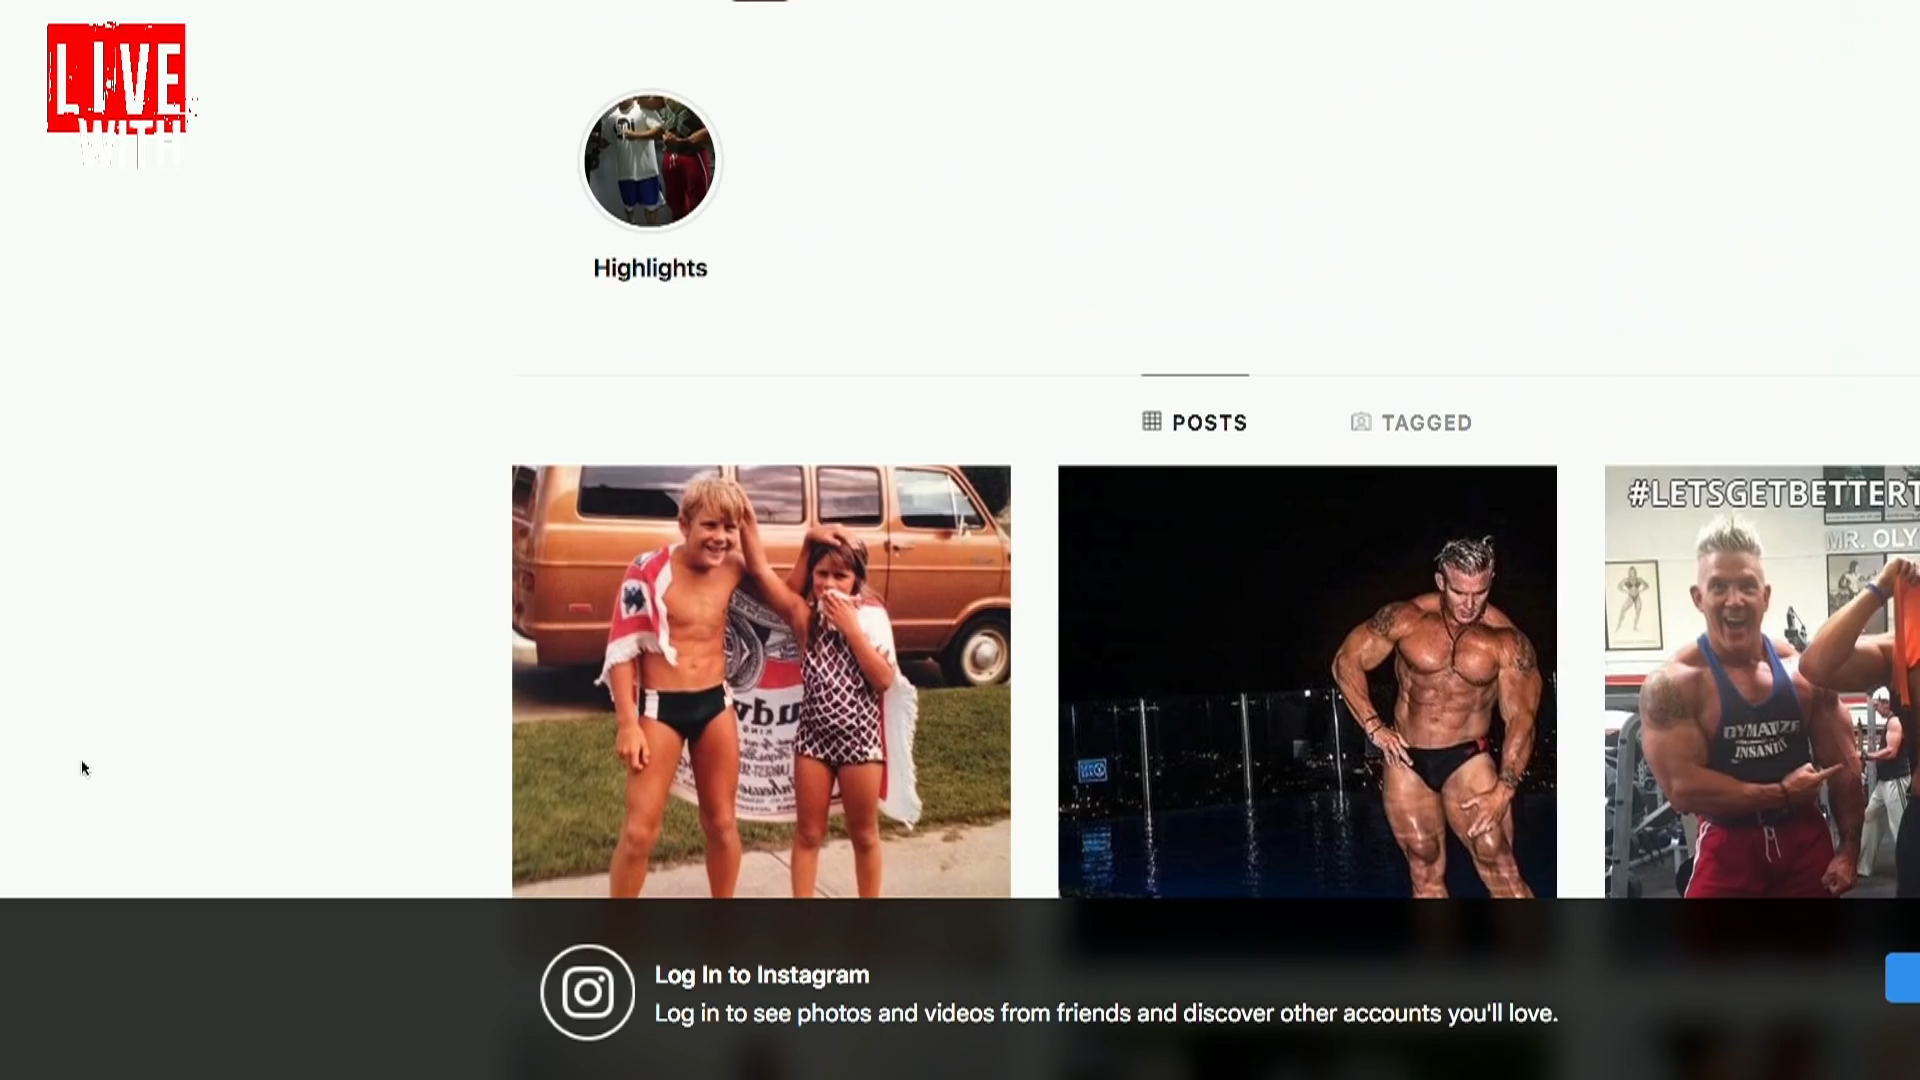 LIVE
WITH
Highlights
POSTS
TAGGED
#LETSGETBETTERT
MR. OLY
DYMATIZE
INSANITY
Log In to Instagram
Log in to see photos and videos from friends and discover other accounts you'll love.